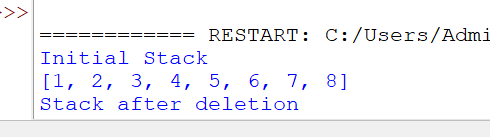 >>>
============ RESTART: C:/Users/Admi
Initial Stack
[1, 2, 3, 4, 5, 6, 7, 8]
Stack after deletion